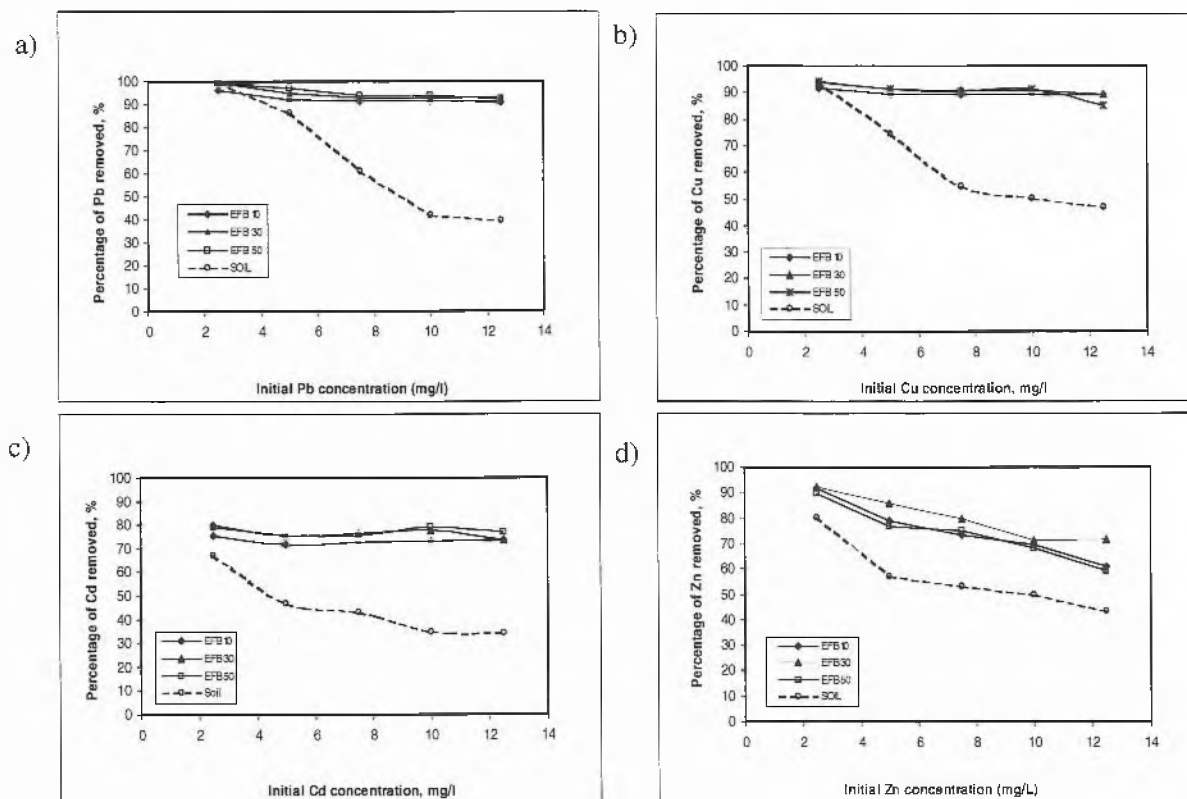 a)
Percentage of Pb removed, %
100
90
80
70
60
50
40
30
20
10
0
EFB 10
EFB 30
EFB 50
SOIL
0 2 4 6 8 10 12 14
Initial Pb concentration (mg/l)
b)
Percentage of Cu removed, %
100
90
80
70
60
50
40
30
20
10
0
EFB 10
EFB 30
EFB 50
SOIL
0 2 4 6 8 10 12 14
Initial Cu concentration, mg/l
c)
Percentage of Cd removed, %
100
90
80
70
60
50
40
30
20
10
0
EFB10
EFB30
EFB50
Soil
0 2 4 6 8 10 12 14
Initial Cd concentration, mg/l
d)
Percentage of Zn removed, %
100
90
80
70
60
50
40
30
20
10
0
EFB10
EFB30
EFB50
SOIL
0 2 4 6 8 10 12 14
Initial Zn concentration (mg/L)